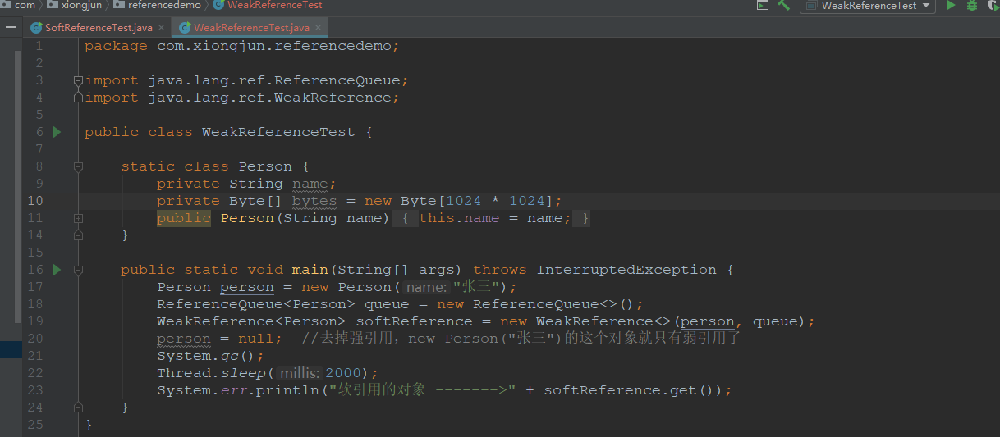 com xiongjun referencedemo WeakReferenceTest WeakReferenceTest
SoftReferenceTest.java WeakReferenceTest.java
1 package com.xiongjun.referencedemo;
2
3 import java.lang.ref.ReferenceQueue;
4 import java.lang.ref.WeakReference;
5
6 public class WeakReferenceTest {
7
8 static class Person {
9 private String name;
10 private Byte[] bytes = new Byte[1024 * 1024];
11 public Person(String name) { this.name = name; }
14 }
15
16 public static void main(String[] args) throws InterruptedException {
17 Person person = new Person( name: "张三");
18 ReferenceQueue<Person> queue = new ReferenceQueue<>();
19 WeakReference<Person> softReference = new WeakReference<>(person, queue);
20 person = null; //去掉强引用，new Person("张三")的这个对象就只有弱引用了
21 System.gc();
22 Thread.sleep( millis: 2000);
23 System.err.println("软引用的对象 ------->" + softReference.get());
24 }
25 }